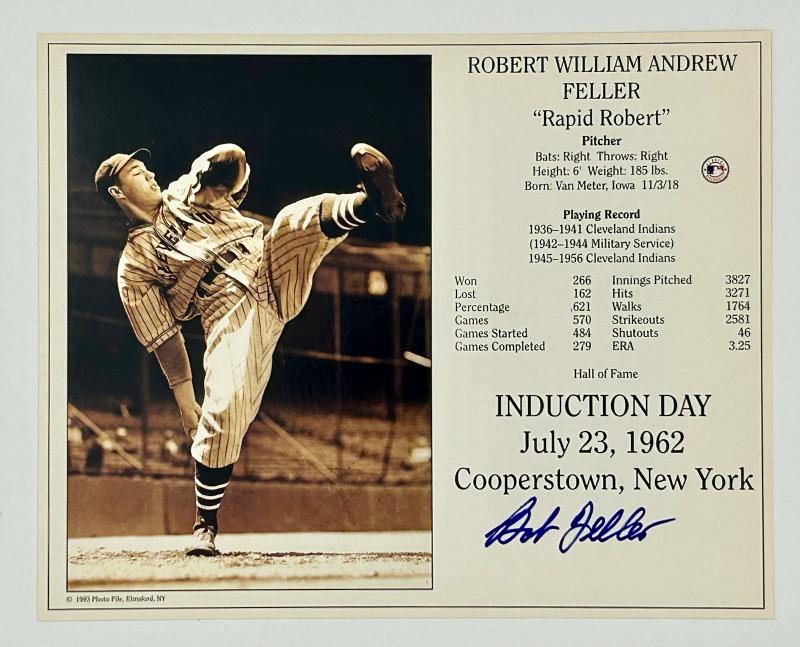 ROBERT WILLIAM ANDREW
FELLER
“Rapid Robert”
Pitcher
Bats: Right Throws: Right
Height: 6' Weight: 185 lbs.
Born: Van Meter, Iowa 11/3/18
Playing Record
1936–1941 Cleveland Indians
(1942–1944 Military Service)
1945–1956 Cleveland Indians
Won 266 Innings Pitched 3827
Lost 162 Hits 3271
Percentage .621 Walks 1764
Games 570 Strikeouts 2581
Games Started 484 Shutouts 46
Games Completed 279 ERA 3.25
Hall of Fame
INDUCTION DAY
July 23, 1962
Cooperstown, New York
Bob Feller
© 1993 Photo File, Elmsford, NY